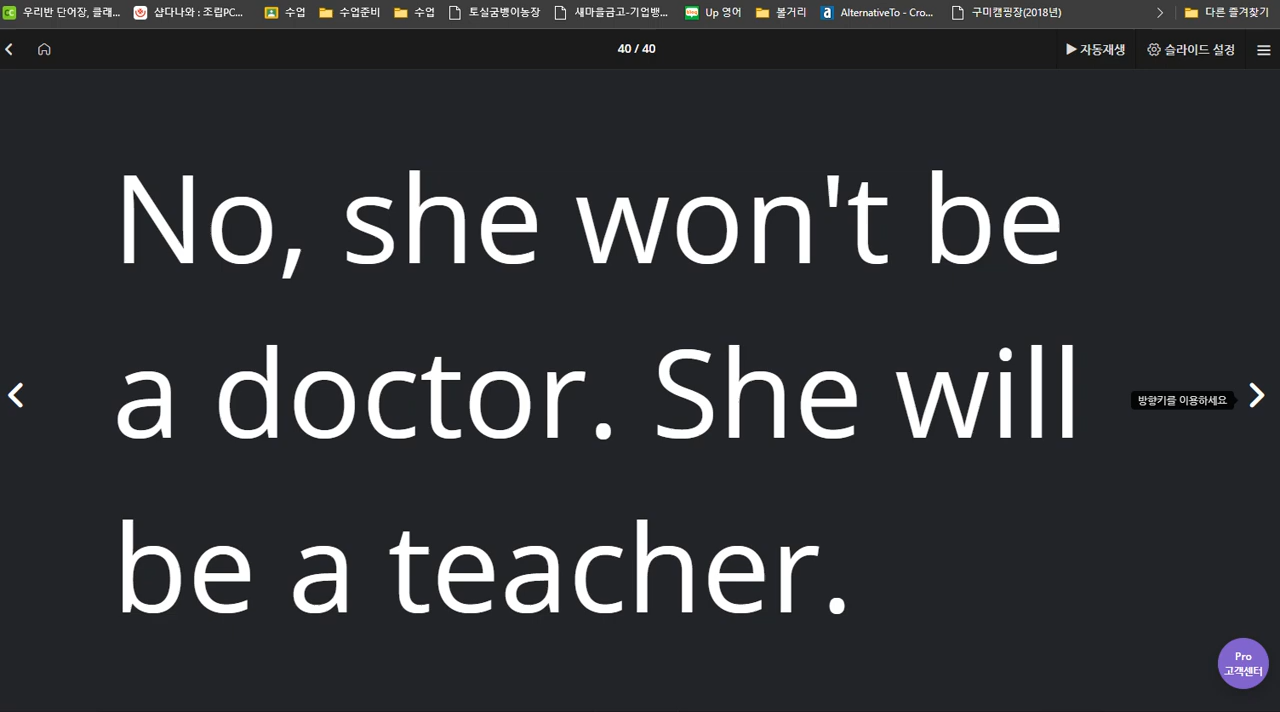 우리반 단어장, 클래... 샵다나와 : 조립PC... 수업 수업준비 수업 토실굼벵이농장 새마을금고-기업뱅... Up 영어 볼거리 AlternativeTo - Cro... 구미캠핑장(2018년) 다른 즐겨찾기
40 / 40 자동재생 슬라이드 설정
No, she won't be
a doctor. She will
방향키를 이용하세요
be a teacher.
Pro
고객센터